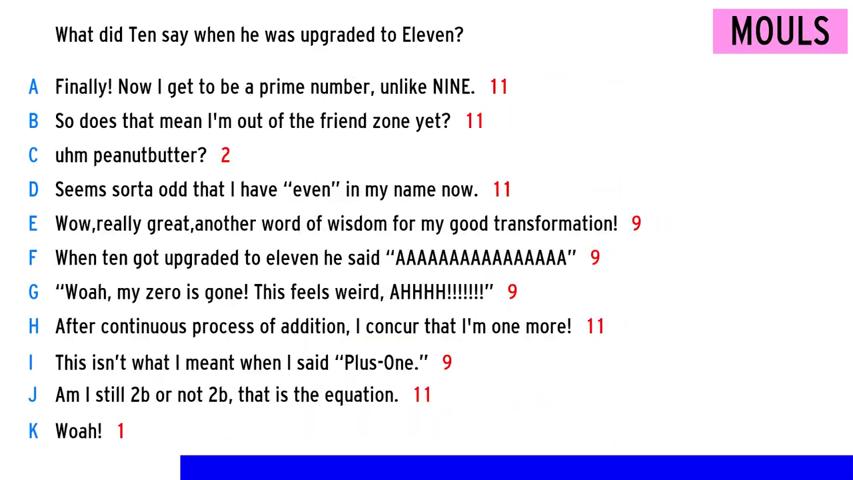 What did Ten say when he was upgraded to Eleven?
MOULS
A Finally! Now I get to be a prime number, unlike NINE. 11
B So does that mean I'm out of the friend zone yet? 11
C uhm peanutbutter? 2
D Seems sorta odd that I have “even” in my name now. 11
E Wow,really great,another word of wisdom for my good transformation! 9
F When ten got upgraded to eleven he said “AAAAAAAAAAAAAAAA” 9
G “Woah, my zero is gone! This feels weird, AHHHH!!!!!!!” 9
H After continuous process of addition, I concur that I'm one more! 11
I This isn’t what I meant when I said “Plus-One.” 9
J Am I still 2b or not 2b, that is the equation. 11
K Woah! 1